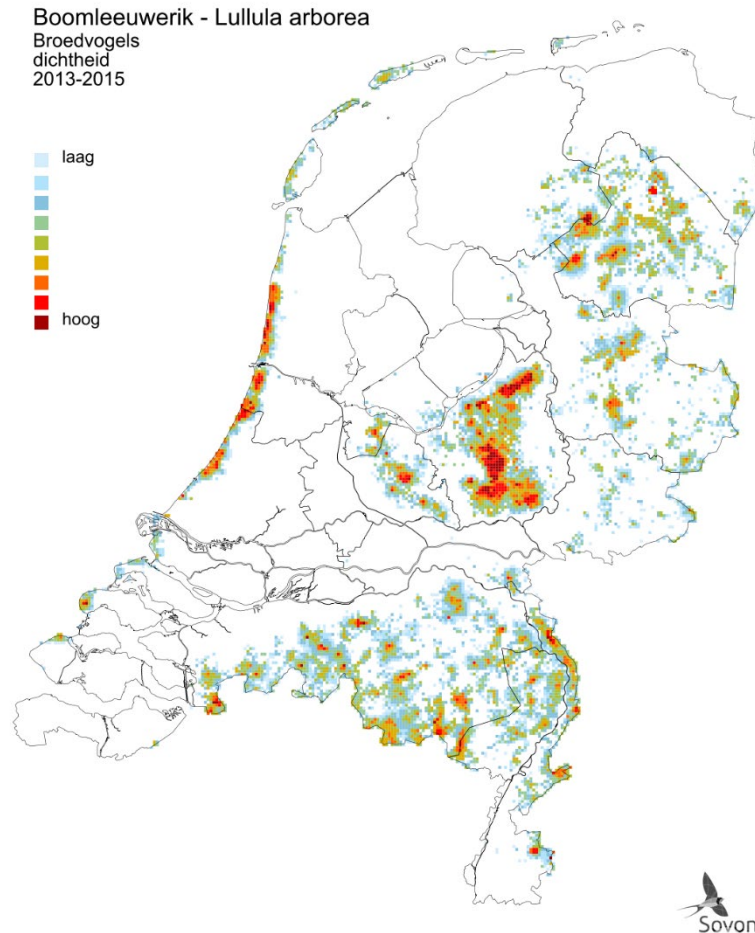 Boomleeuwerik - Lullula arborea
Broedvogels
dichtheid
2013-2015
laag
hoog
Sovon